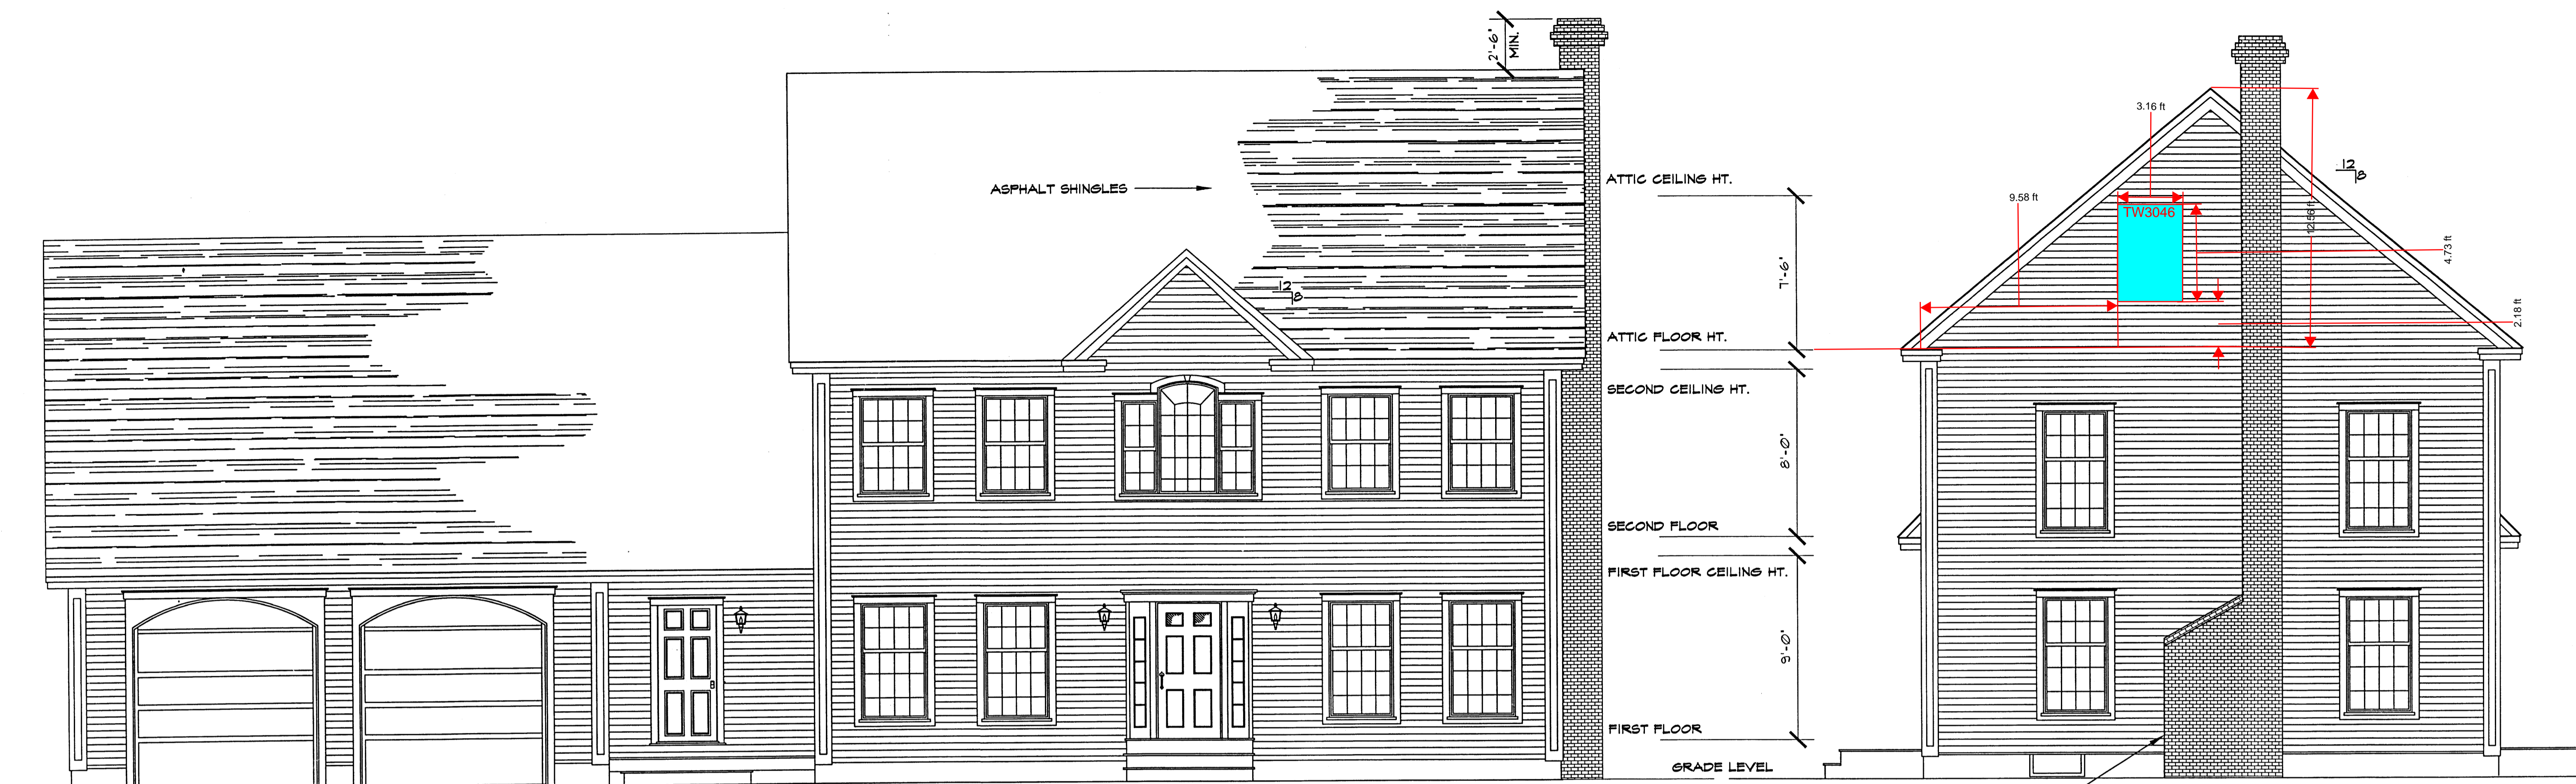 2'-6"
MIN.
ASPHALT SHINGLES
12
8
ATTIC CEILING HT.
7'-6"
ATTIC FLOOR HT.
SECOND CEILING HT.
8'-0"
SECOND FLOOR
FIRST FLOOR CEILING HT.
9'-0"
FIRST FLOOR
GRADE LEVEL
3.16 ft
9.58 ft
TW3046
12.56 ft
12
8
4.73 ft
2.18 ft